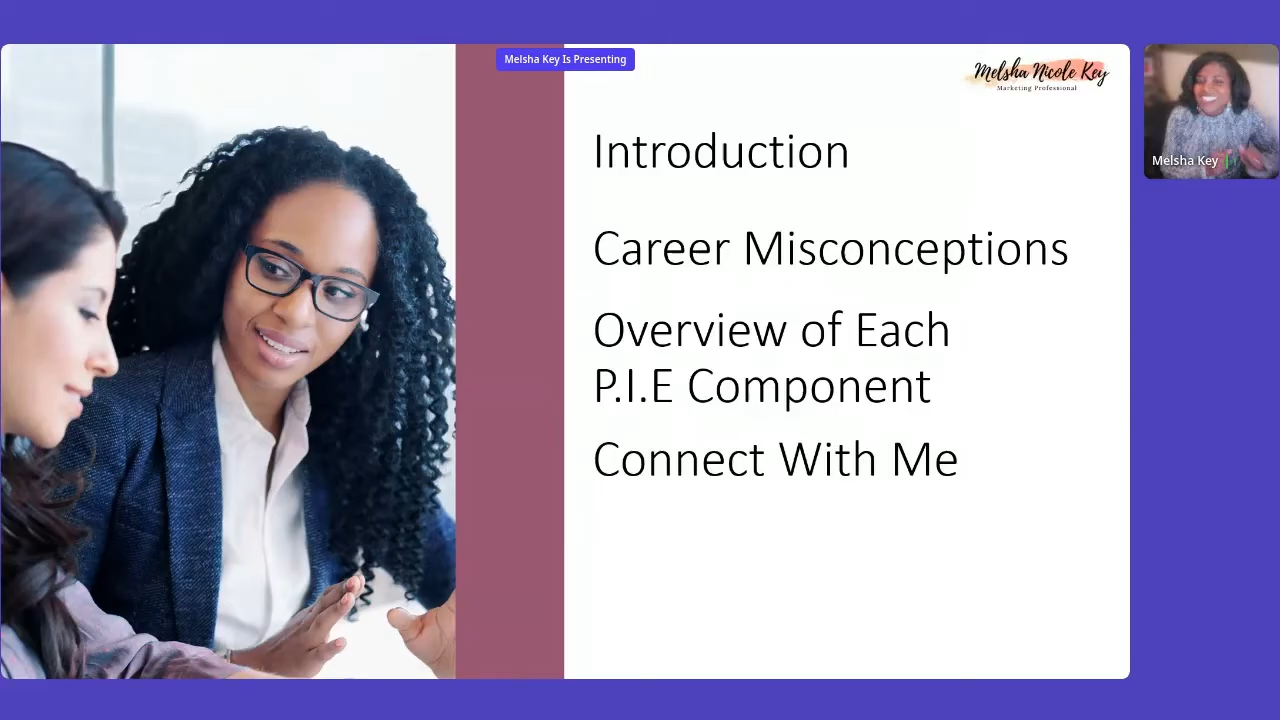 Melsha Key Is Presenting
Melsha Nicole Key
Marketing Professional
Introduction
Career Misconceptions
Overview of Each
P.I.E Component
Connect With Me
Melsha Key